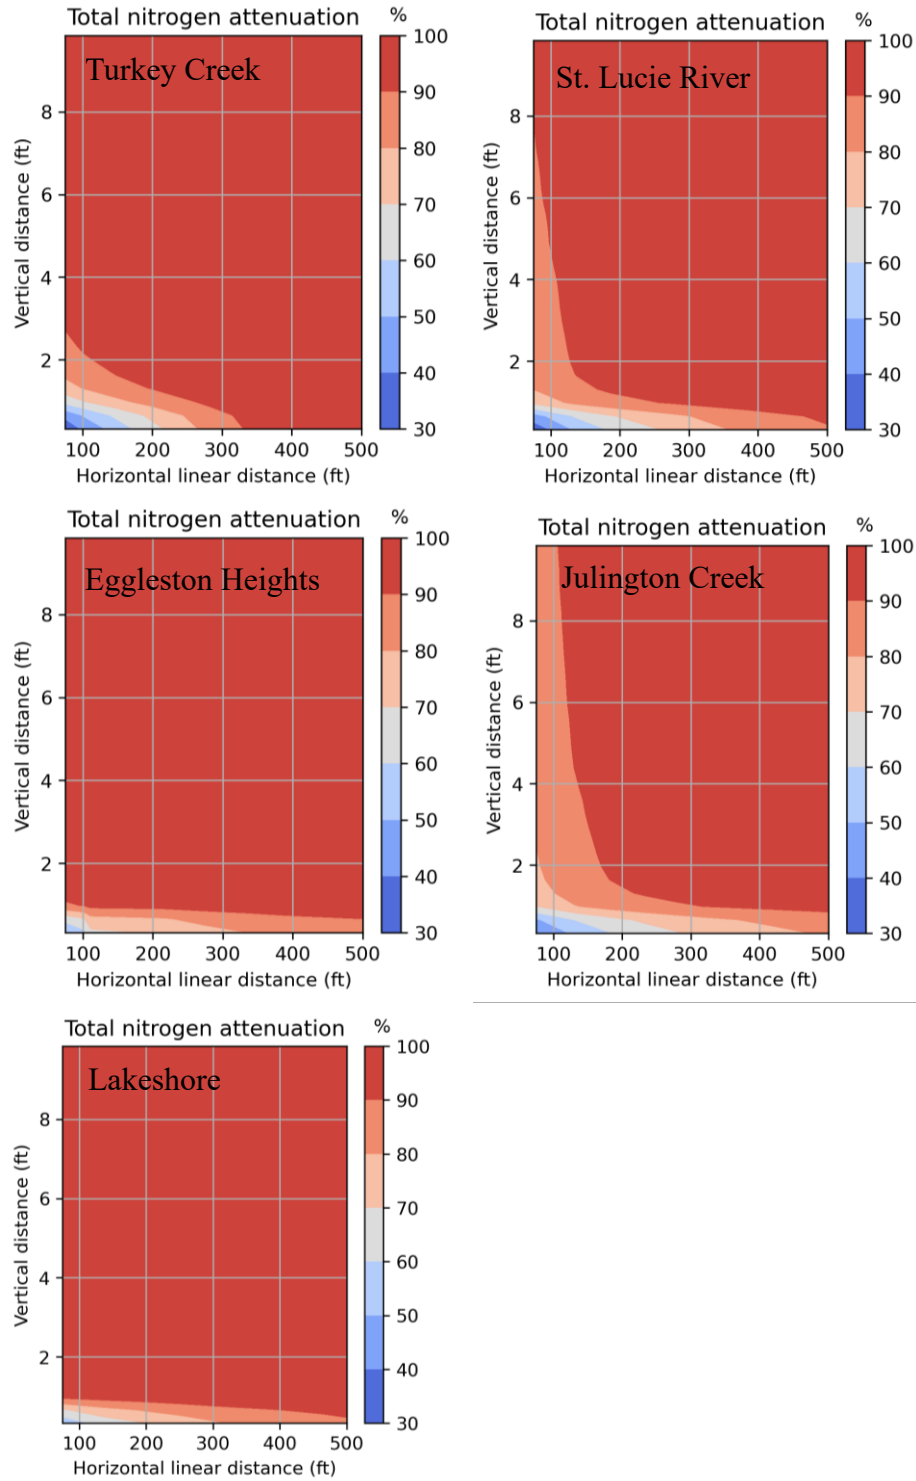 Total nitrogen attenuation %
Turkey Creek
100
90
80
70
60
50
40
30
8
6
4
2
Vertical distance (ft)
100 200 300 400 500
Horizontal linear distance (ft)
Total nitrogen attenuation %
St. Lucie River
100
90
80
70
60
50
40
30
8
6
4
2
Vertical distance (ft)
100 200 300 400 500
Horizontal linear distance (ft)
Total nitrogen attenuation %
Eggleston Heights
100
90
80
70
60
50
40
30
8
6
4
2
Vertical distance (ft)
100 200 300 400 500
Horizontal linear distance (ft)
Total nitrogen attenuation %
Julington Creek
100
90
80
70
60
50
40
30
8
6
4
2
Vertical distance (ft)
100 200 300 400 500
Horizontal linear distance (ft)
Total nitrogen attenuation %
Lakeshore
100
90
80
70
60
50
40
30
8
6
4
2
Vertical distance (ft)
100 200 300 400 500
Horizontal linear distance (ft)